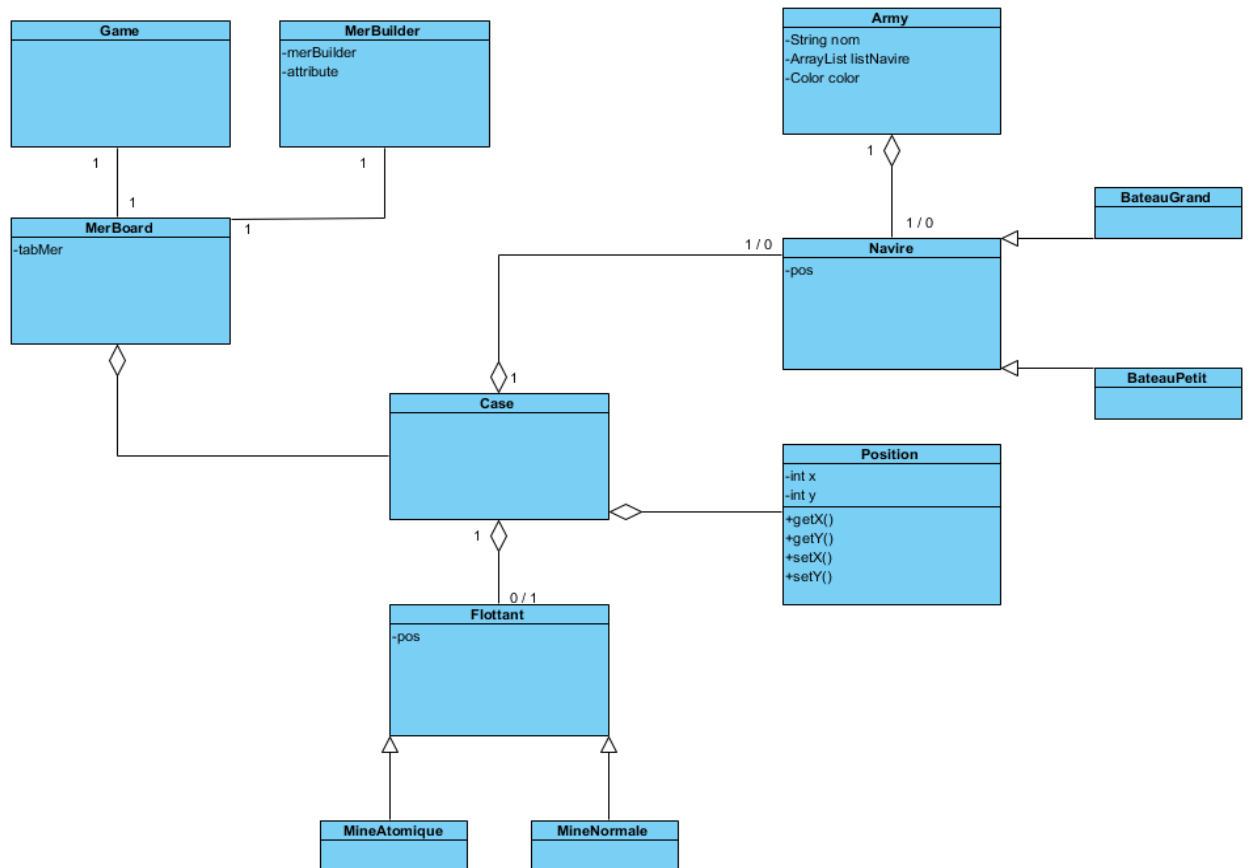 Game
MerBuilder
-merBuilder
-attribute
Army
-String nom
-ArrayList listNavire
-Color color
1
1
1
1
MerBoard
-tabMer
1
1 / 0
BateauGrand
1 / 0
Navire
-pos
BateauPetit
1
Case
Position
-int x
-int y
+getX()
+getY()
+setX()
+setY()
1
0 / 1
Flottant
-pos
MineAtomique
MineNormale